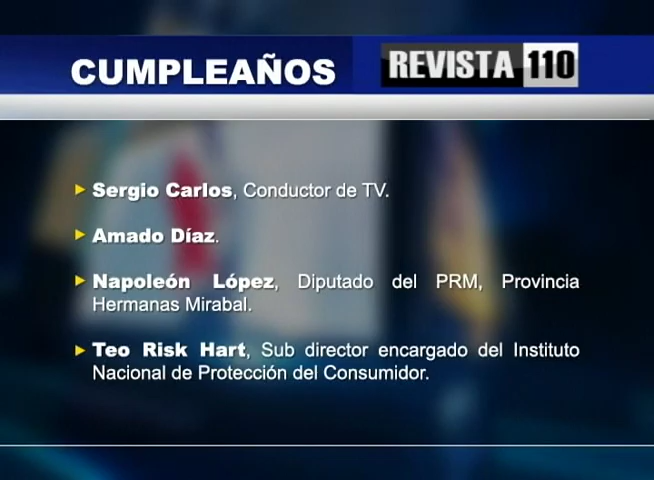 CUMPLEAÑOS
REVISTA 110
Sergio Carlos, Conductor de TV.
Amado Díaz.
Napoleón López, Diputado del PRM, Provincia
Hermanas Mirabal.
Teo Risk Hart, Sub director encargado del Instituto
Nacional de Protección del Consumidor.